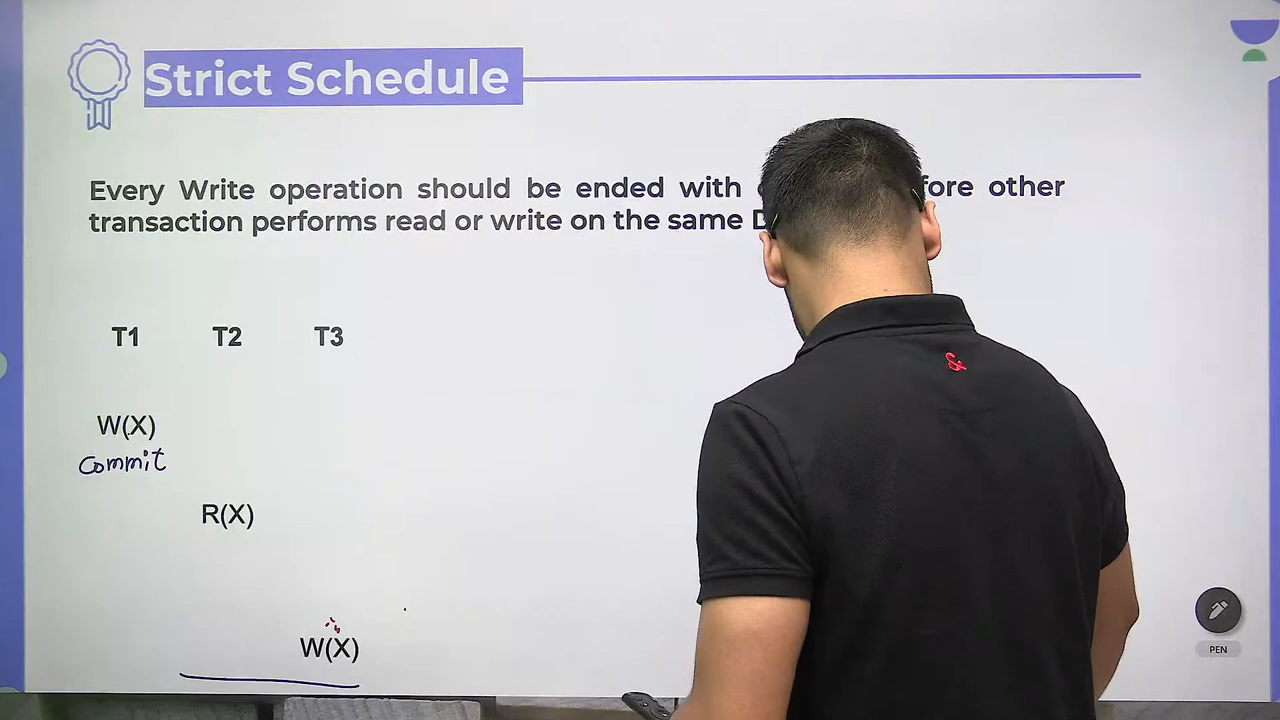 Strict Schedule
Every Write operation should be ended with fore other
transaction performs read or write on the same
T1 T2 T3
W(X)
Commit
R(X)
W(X)
&
PEN